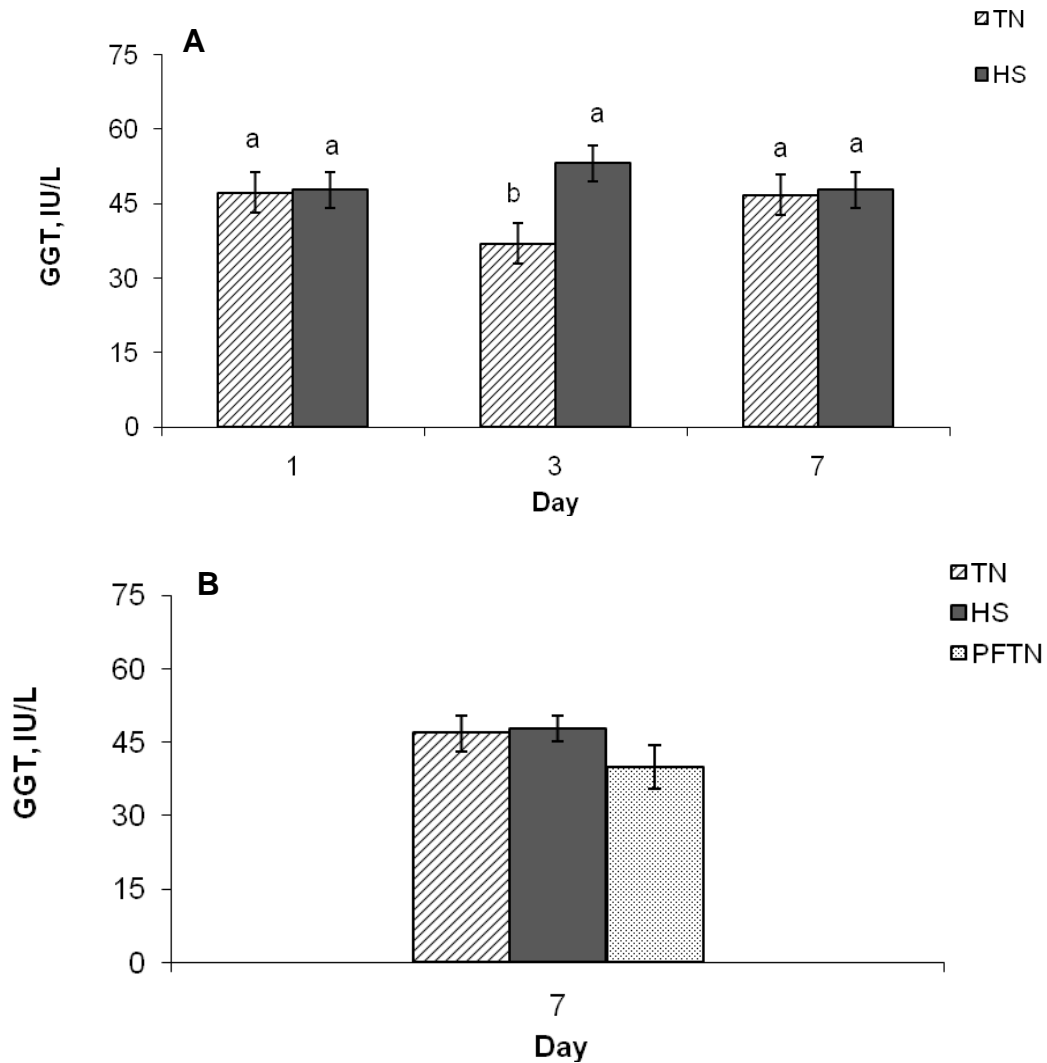 A
TN
HS
75
60
45
30
15
0
GGT, IU/L
a a b a a a
1 3 7
Day
B
TN
HS
PFTN
75
60
45
30
15
0
GGT, IU/L
7
Day